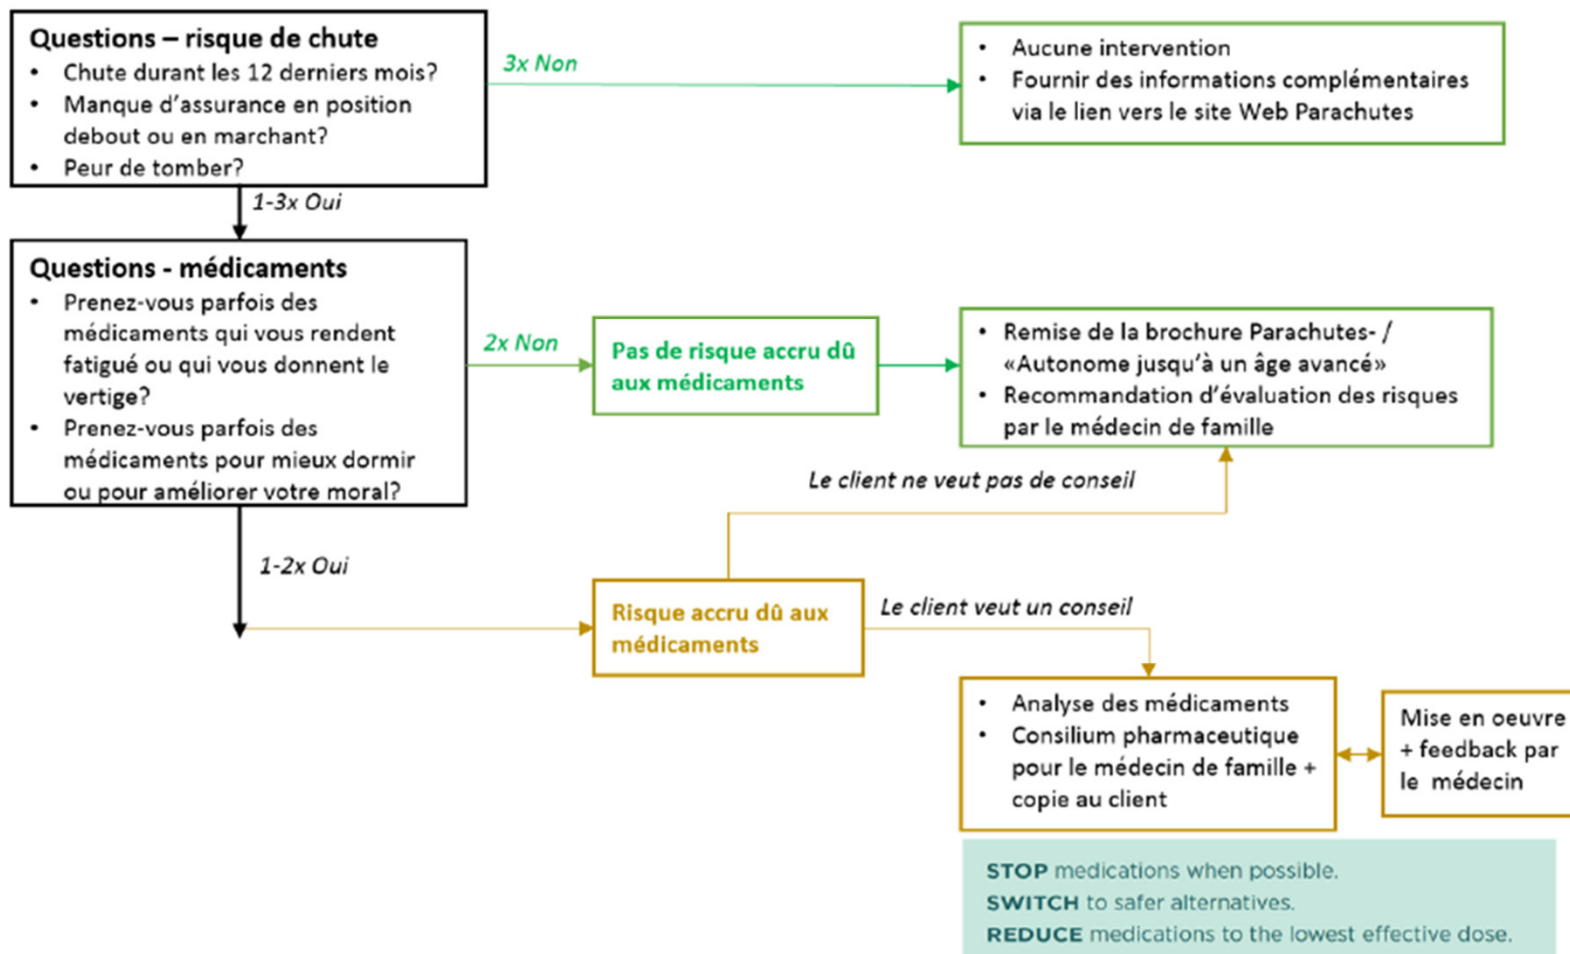 Questions – risque de chute
• Chute durant les 12 derniers mois?
• Manque d'assurance en position
debout ou en marchant?
• Peur de tomber?
3x Non
• Aucune intervention
• Fournir des informations complémentaires
via le lien vers le site Web Parachutes
1-3x Oui
Questions - médicaments
• Prenez-vous parfois des
médicaments qui vous rendent
fatigué ou qui vous donnent le
vertige?
• Prenez-vous parfois des
médicaments pour mieux dormir
ou pour améliorer votre moral?
2x Non
Pas de risque accru dû
aux médicaments
• Remise de la brochure Parachutes- /
«Autonome jusqu'à un âge avancé»
• Recommandation d'évaluation des risques
par le médecin de famille
Le client ne veut pas de conseil
1-2x Oui
Risque accru dû aux
médicaments
Le client veut un conseil
• Analyse des médicaments
• Consilium pharmaceutique
pour le médecin de famille +
copie au client
Mise en oeuvre
+ feedback par
le médecin
STOP medications when possible.
SWITCH to safer alternatives.
REDUCE medications to the lowest effective dose.